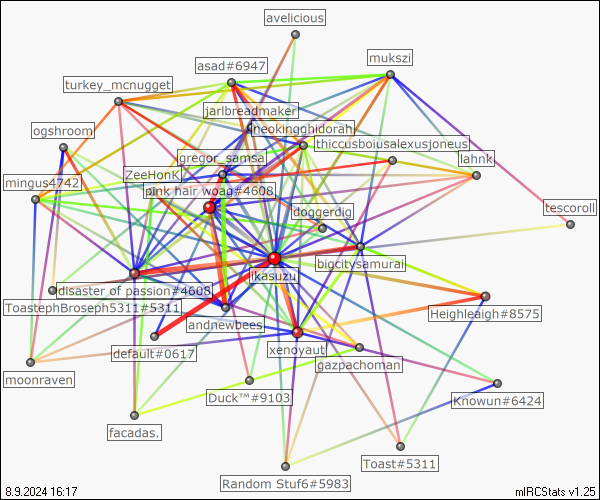 avelicious
asad#6947
mukszi
turkey_mcnugget
jarlbreadmaker
neokingghidorah
ogshroom
thiccusboiusalexusjoneus
gregor_samsa
lahnk
ZeeHonK
mingus4742
pink hair woag#4608
tescoroll
doggerdig
bigcitysamurai
ikasuzu
disaster of passion#4608
ToastephBroseph5311#5311
Heighleaigh#8575
andnewbees
default#0617
xenoyaut
gazpachoman
moonraven
Duck™#9103
Knowun#6424
facadas.
Toast#5311
Random Stuf6#5983
8.9.2024 16:17
mIRCStats v1.25